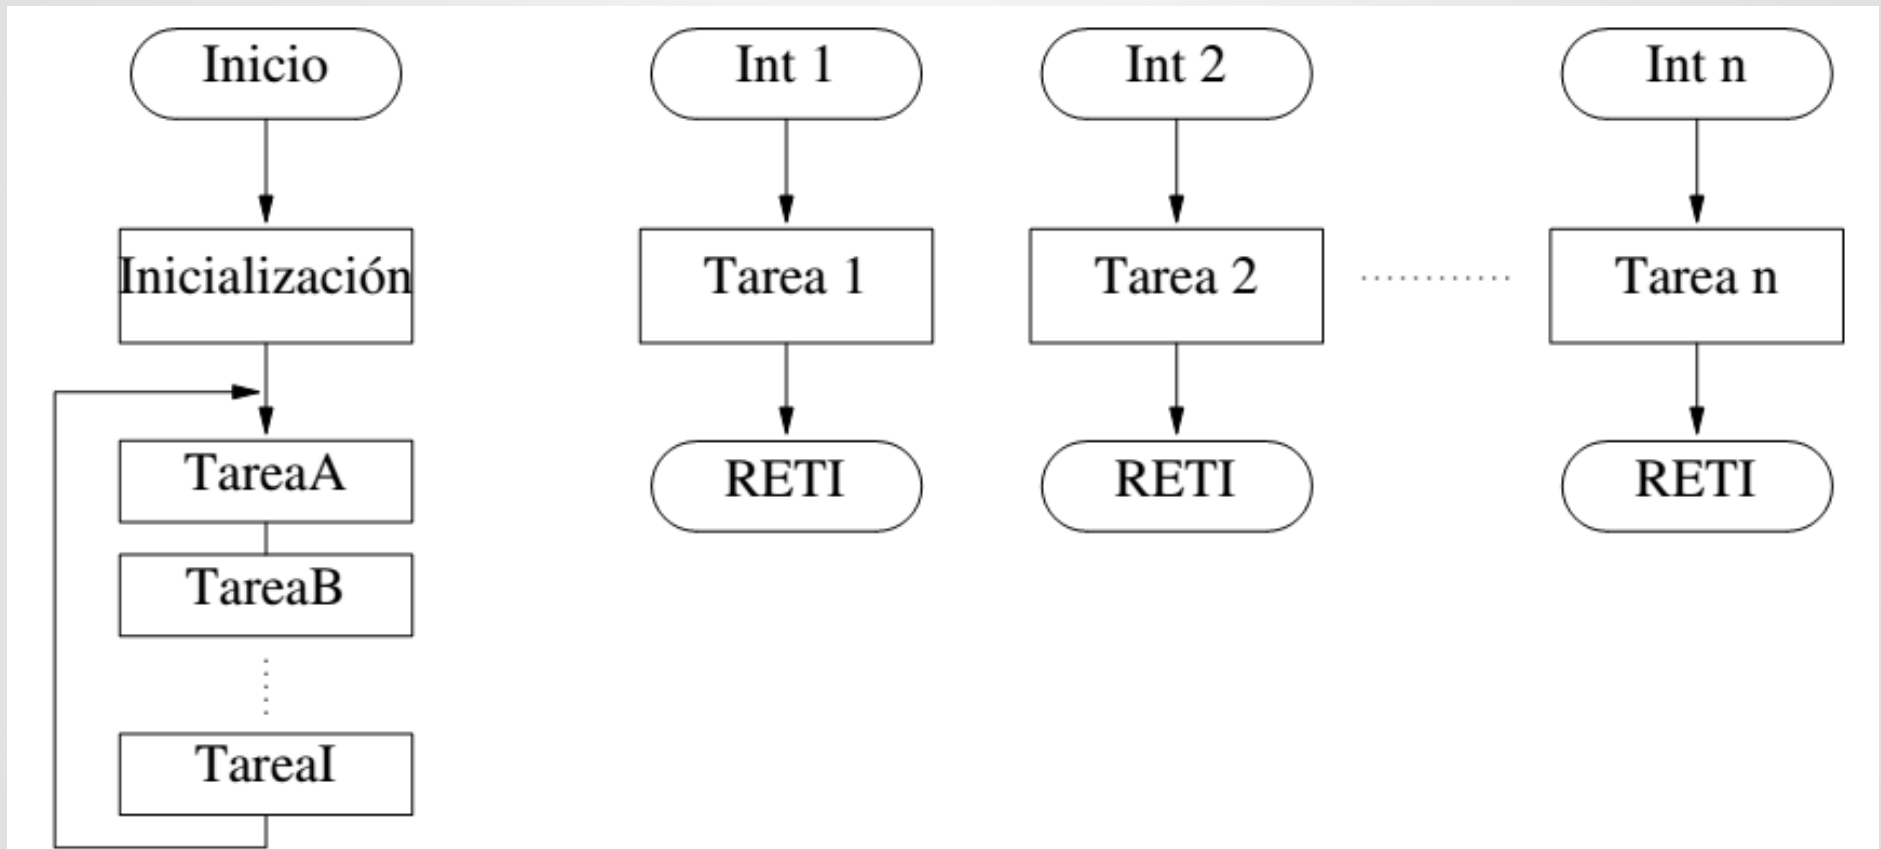 Inicio
Inicialización
TareaA
TareaB
TareaI
Int 1
Tarea 1
RETI
Int 2
Tarea 2
RETI
Int n
Tarea n
RETI